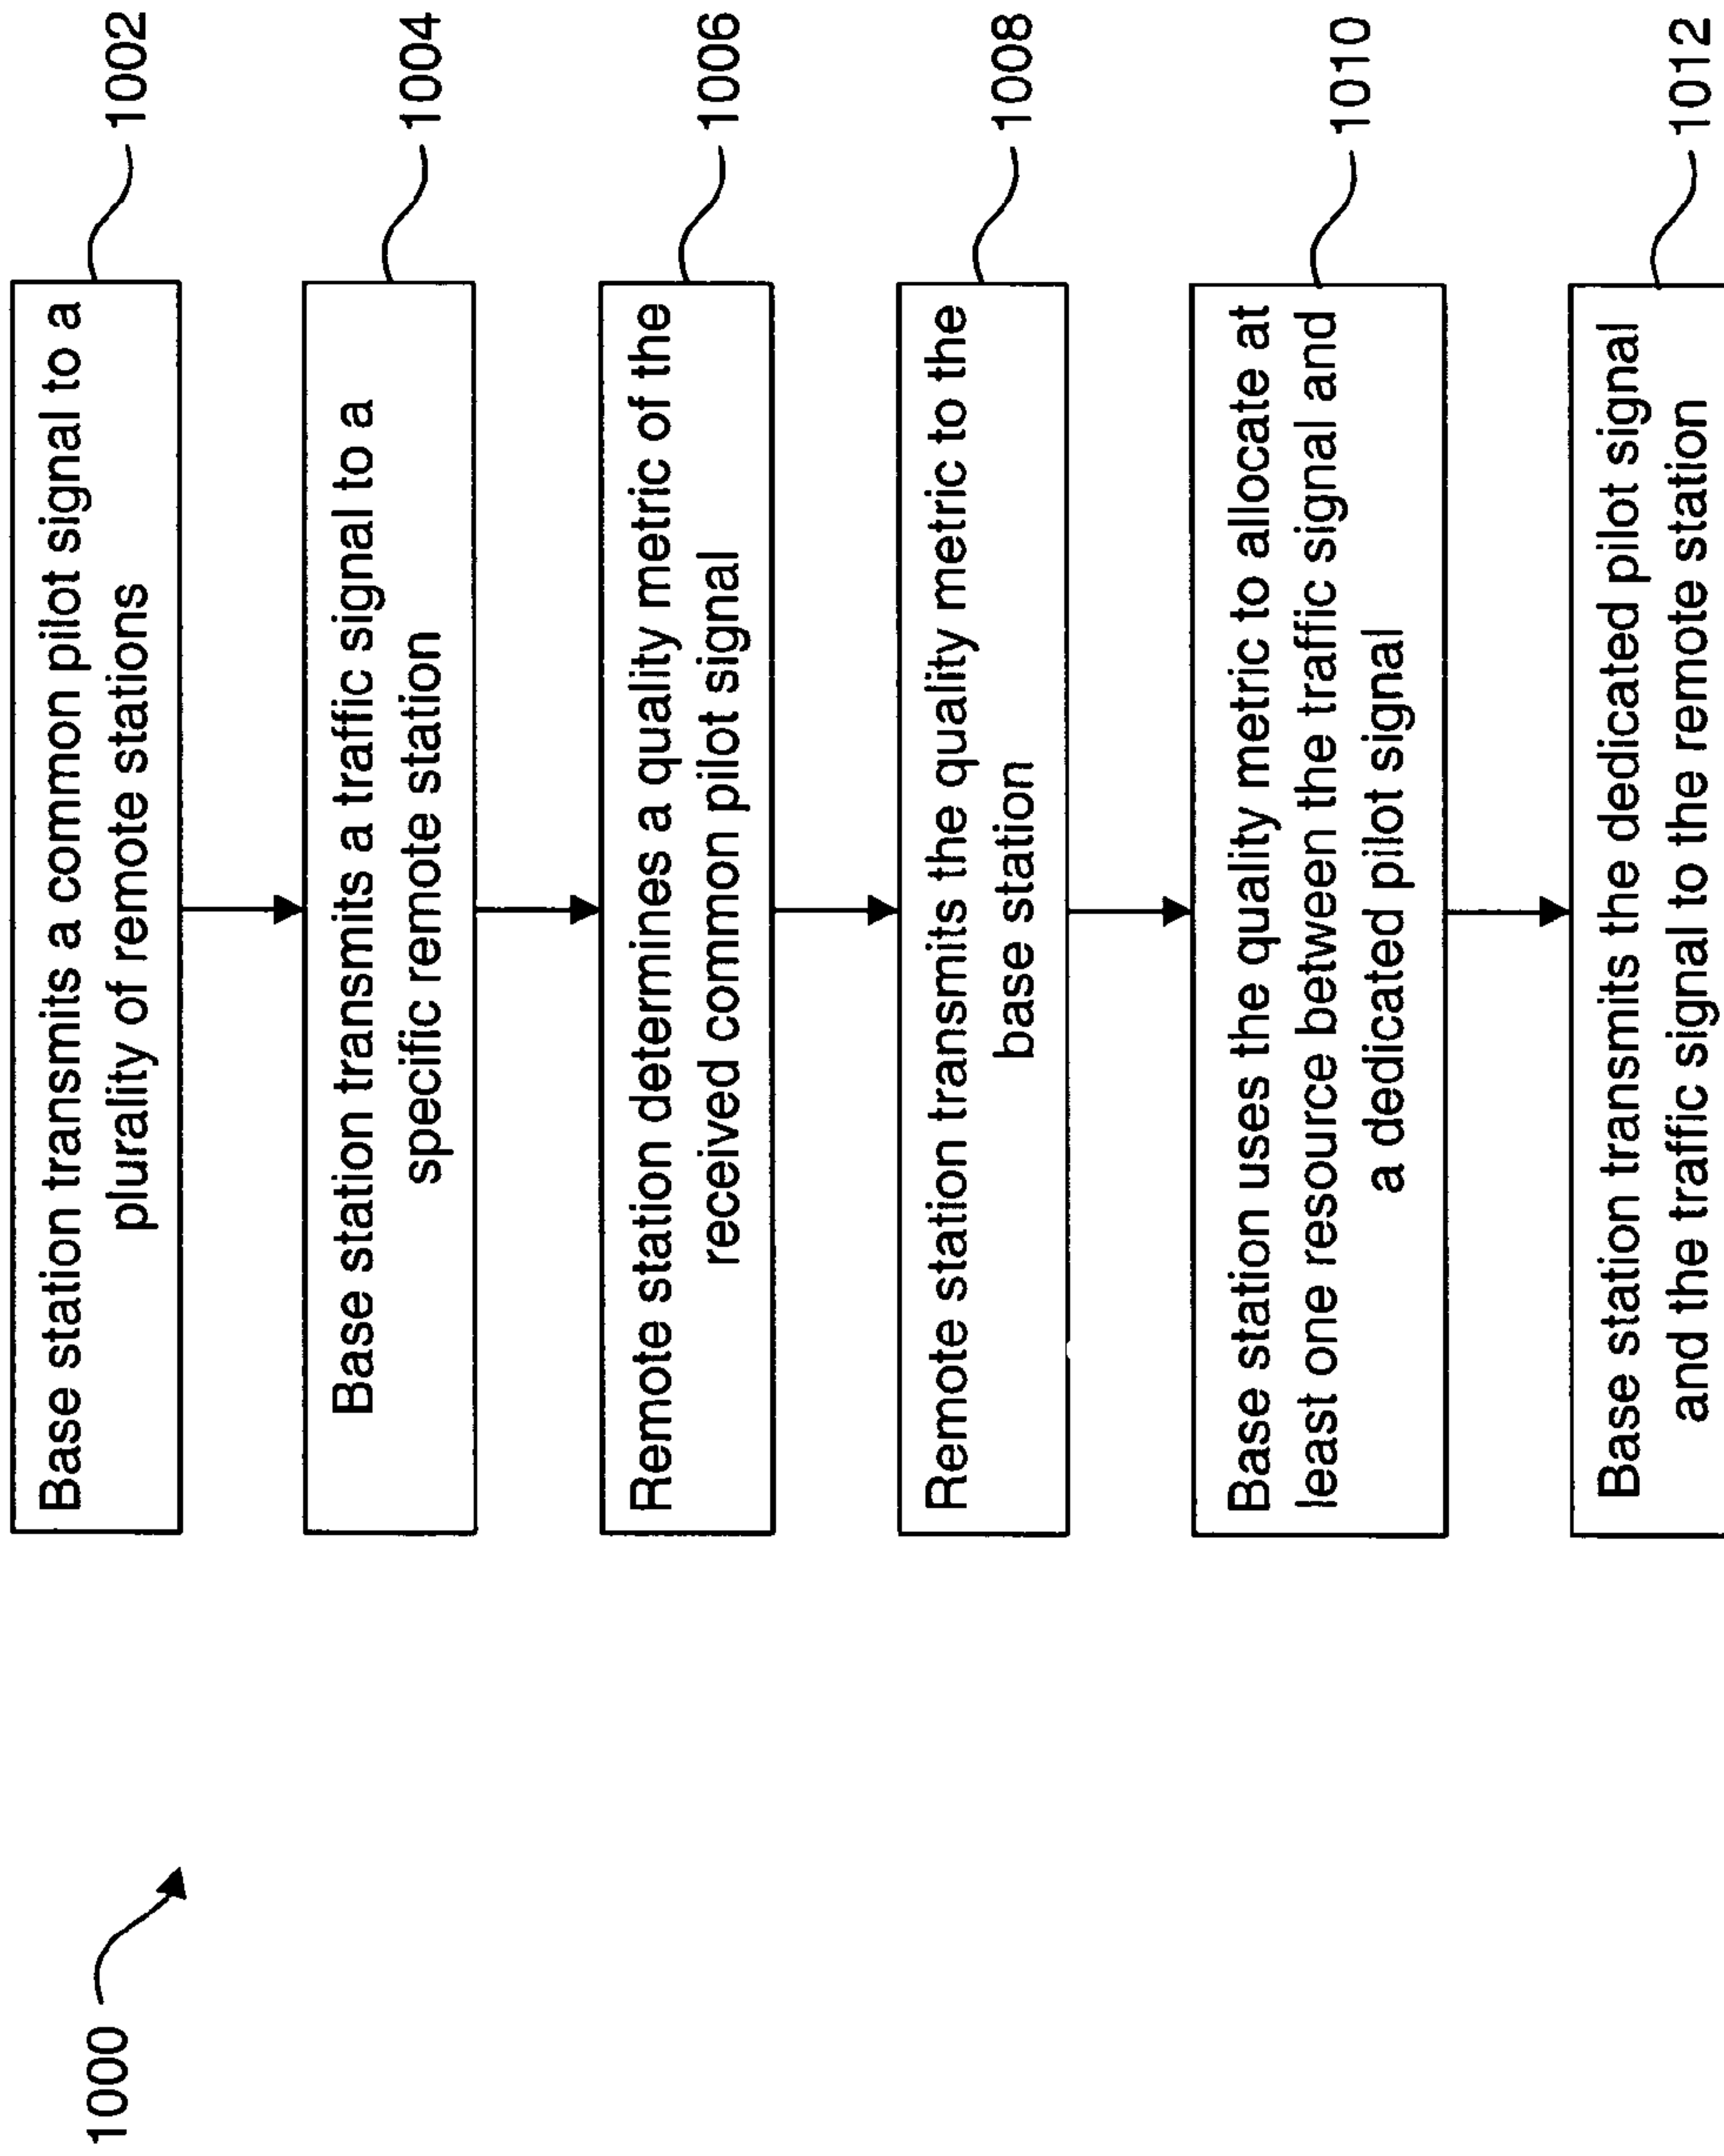 1000
Base station transmits a common pilot signal to a
plurality of remote stations
1002
Base station transmits a traffic signal to a
specific remote station
1004
Remote station determines a quality metric of the
received common pilot signal
1006
Remote station transmits the quality metric to the
base station
1008
Base station uses the quality metric to allocate at
least one resource between the traffic signal and
a dedicated pilot signal
1010
Base station transmits the dedicated pilot signal
and the traffic signal to the remote station
1012